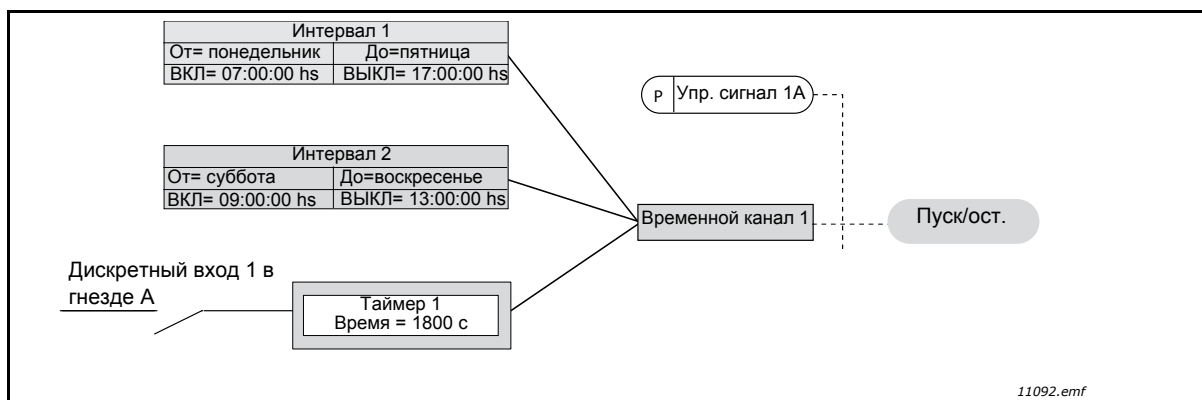 Интервал 1
От= понедельник До=пятница
ВКЛ= 07:00:00 hs ВЫКЛ= 17:00:00 hs
P Упр. сигнал 1A
Интервал 2
От= суббота До=воскресенье
ВКЛ= 09:00:00 hs ВЫКЛ= 13:00:00 hs
Временной канал 1
Пуск/ост.
Дискретный вход 1 в
гнезде A
Таймер 1
Время = 1800 с
11092.emf